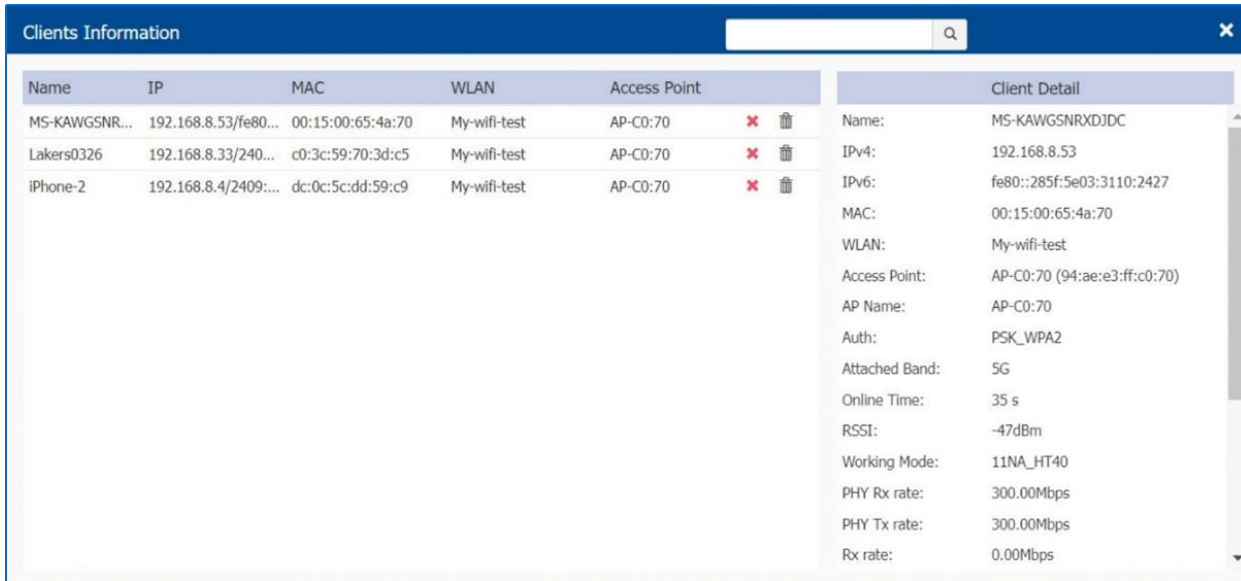 Clients Information
Name IP MAC WLAN Access Point
MS-KAWGSNR... 192.168.8.53/fe80... 00:15:00:65:4a:70 My-wifi-test AP-C0:70
Lakers0326 192.168.8.33/240... c0:3c:59:70:3d:c5 My-wifi-test AP-C0:70
iPhone-2 192.168.8.4/2409:... dc:0c:5c:dd:59:c9 My-wifi-test AP-C0:70
Client Detail
Name: MS-KAWGSNRXDJDC
IPv4: 192.168.8.53
IPv6: fe80::285f:5e03:3110:2427
MAC: 00:15:00:65:4a:70
WLAN: My-wifi-test
Access Point: AP-C0:70 (94:ae:e3:ff:c0:70)
AP Name: AP-C0:70
Auth: PSK_WPA2
Attached Band: 5G
Online Time: 35 s
RSSI: -47dBm
Working Mode: 11NA_HT40
PHY Rx rate: 300.00Mbps
PHY Tx rate: 300.00Mbps
Rx rate: 0.00Mbps